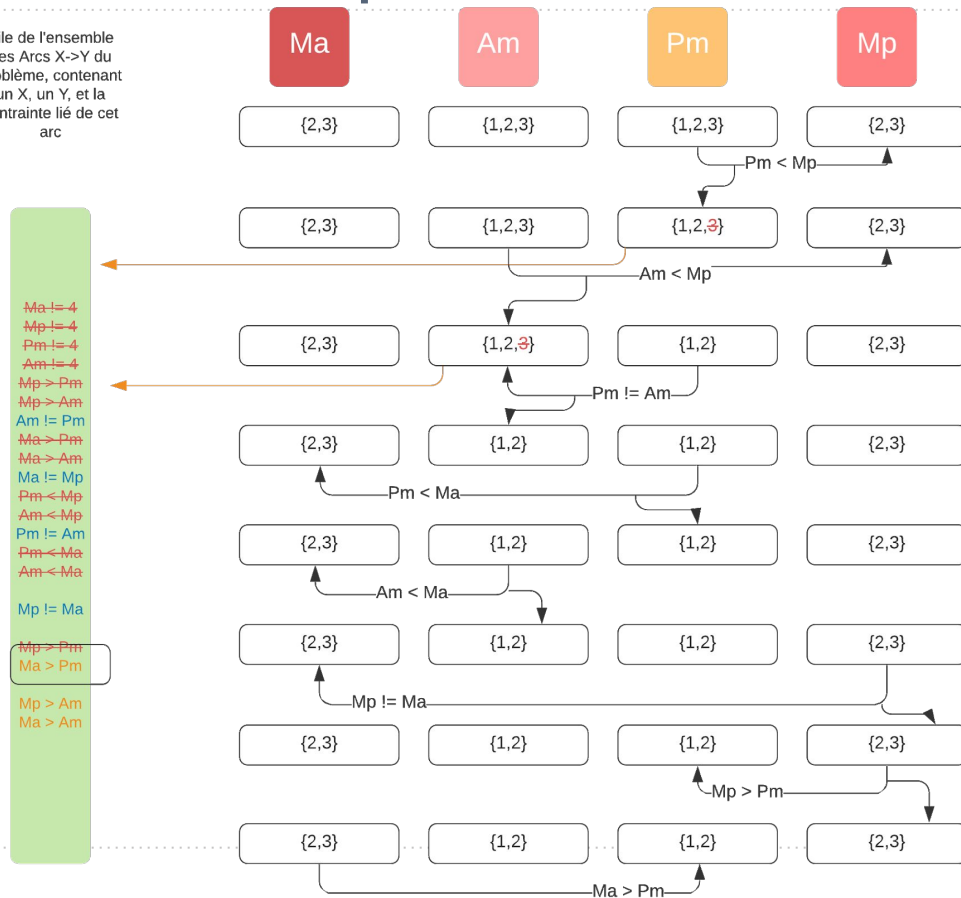 Ma
Am
Pm
Mp
ile de l'ensemble
es Arcs X->Y du
oblème, contenant
un X, un Y, et la
ntrainte lié de cet
arc
{2,3}
{1,2,3}
{1,2,3}
{2,3}
Pm < Mp
{2,3}
{1,2,3}
{1,2,3}
{2,3}
Am < Mp
{2,3}
{1,2,3}
{1,2}
{2,3}
Pm != Am
{2,3}
{1,2}
{1,2}
{2,3}
Pm < Ma
{2,3}
{1,2}
{1,2}
{2,3}
Am < Ma
{2,3}
{1,2}
{1,2}
{2,3}
Mp != Ma
{2,3}
{1,2}
{1,2}
{2,3}
Mp > Pm
{2,3}
{1,2}
{1,2}
{2,3}
Ma > Pm
Ma != 4
Mp != 4
Pm != 4
Am != 4
Mp > Pm
Mp > Am
Am != Pm
Ma > Pm
Ma > Am
Ma != Mp
Pm < Mp
Am < Mp
Pm != Am
Pm < Ma
Am < Ma
Mp != Ma
Mp > Pm
Ma > Pm
Mp > Am
Ma > Am